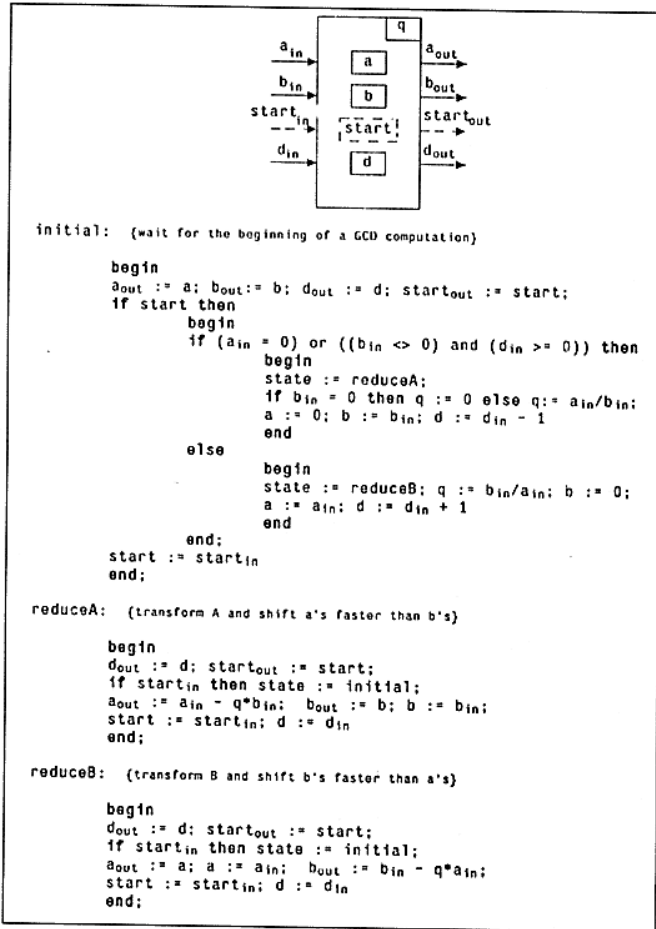 q
a_in a a_out
b_in b b_out
start_in start start_out
d_in d d_out
initial: {wait for the beginning of a GCD computation}
begin
a_out := a; b_out:= b; d_out := d; start_out := start;
if start then
begin
if (a_in = 0) or ((b_in <> 0) and (d_in >= 0)) then
begin
state := reduceA;
if b_in = 0 then q := 0 else q:= a_in/b_in;
a := 0; b := b_in; d := d_in - 1
end
else
begin
state := reduceB; q := b_in/a_in; b := 0;
a := a_in; d := d_in + 1
end
end;
start := start_in
end;
reduceA: {transform A and shift a's faster than b's}
begin
d_out := d; start_out := start;
if start_in then state := initial;
a_out := a_in - q*b_in; b_out := b; b := b_in;
start := start_in; d := d_in
end;
reduceB: {transform B and shift b's faster than a's}
begin
d_out := d; start_out := start;
if start_in then state := initial;
a_out := a; a := a_in; b_out := b_in - q*a_in;
start := start_in; d := d_in
end;